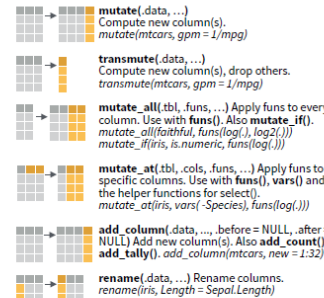 mutate(.data, …)
Compute new column(s).
mutate(mtcars, gpm = 1/mpg)
transmute(.data, …)
Compute new column(s), drop others.
transmute(mtcars, gpm = 1/mpg)
mutate_all(.tbl, .funs, …) Apply funs to every
column. Use with funs(). Also mutate_if().
mutate_all(faithful, funs(log(.), log2(.)))
mutate_if(iris, is.numeric, funs(log(.)))
mutate_at(.tbl, .cols, .funs, …) Apply funs to
specific columns. Use with funs(), vars() and
the helper functions for select().
mutate_at(iris, vars( -Species), funs(log(.)))
add_column(.data, ..., .before = NULL, .after =
NULL) Add new column(s). Also add_count(),
add_tally(). add_column(mtcars, new = 1:32)
rename(.data, …) Rename columns.
rename(iris, Length = Sepal.Length)